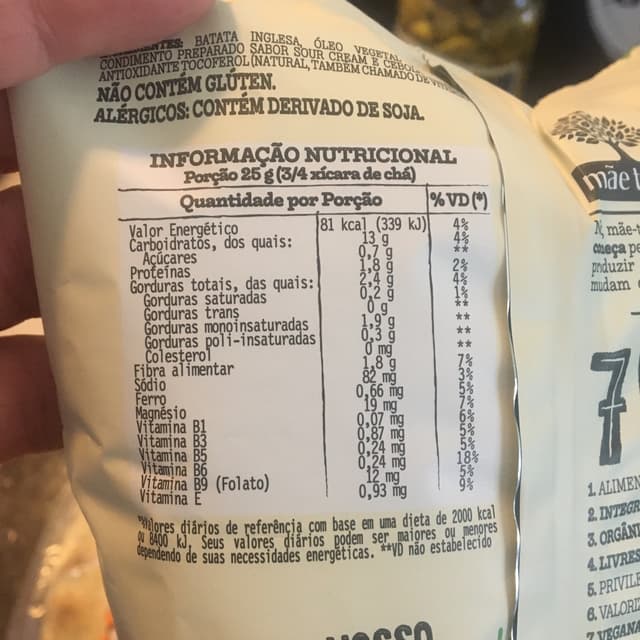 BATATA INGLESA, ÓLEO VEGETAL
CONDIMENTO PREPARADO SABOR SOUR CREAM E CEBOLA
ANTIOXIDANTE TOCOFEROL (NATURAL, TAMBÉM CHAMADO DE
NÃO CONTÉM GLÚTEN.
ALÉRGICOS: CONTÉM DERIVADO DE SOJA.
INFORMAÇÃO NUTRICIONAL
Porção 25 g (3/4 xícara de chá)
Quantidade por Porção % VD (*)
Valor Energético 81 kcal (339 kJ) 4%
Carboidratos, dos quais: 13 g 4%
Açúcares 0,7 g **
Proteínas 1,8 g 2%
Gorduras totais, das quais: 2,4 g 4%
Gorduras saturadas 0,2 g 1%
Gorduras trans 0 g **
Gorduras monoinsaturadas 1,9 g **
Gorduras poli-insaturadas 0,3 g **
Colesterol 0 mg **
Fibra alimentar 1,8 g 7%
Sódio 82 mg 3%
Ferro 0,66 mg 5%
Magnésio 19 mg 7%
Vitamina B1 0,07 mg 6%
Vitamina B3 0,87 mg 5%
Vitamina B5 0,24 mg 5%
Vitamina B6 0,24 mg 18%
Vitamina B9 (Folato) 12 mg 5%
Vitamina E 0,93 mg 9%
*Valores diários de referência com base em uma dieta de 2000 kcal
ou 8400 kJ. Seus valores diários podem ser maiores ou menores
dependendo de suas necessidades energéticas. **VD não estabelecido
mãe t
mãe-t
começa pe
produzir
mudam
7
1. ALIMEN
2. INTEGR
3. ORGÂNI
4. LIVRES
5. PRIVILE
6. VALORIZ
7. VEGANA